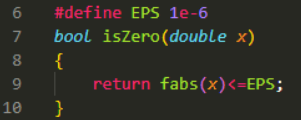 6 #define EPS 1e-6
7 bool isZero(double x)
8 {
9 return fabs(x)<=EPS;
10 }